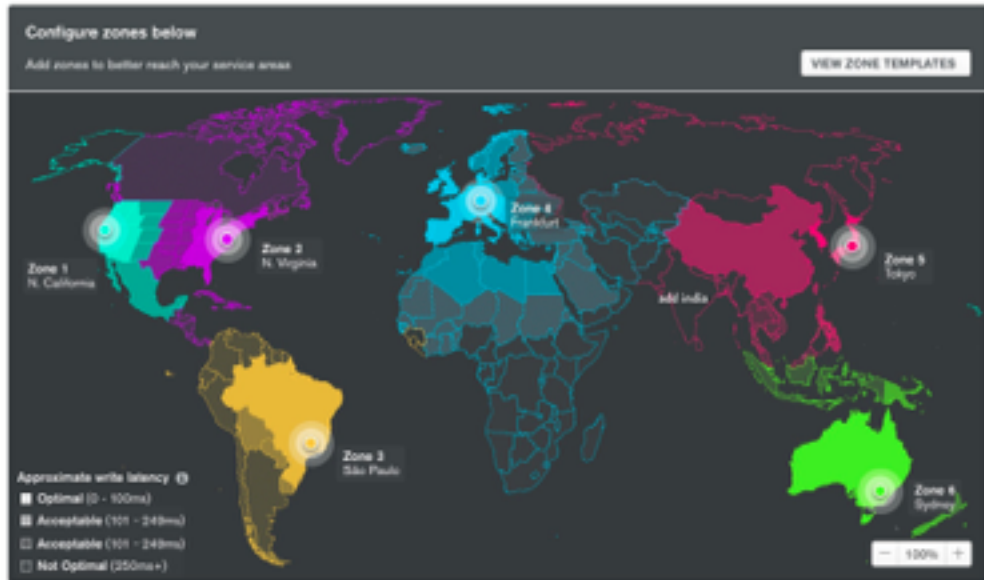 Configure zones below
Add zones to better reach your service areas
VIEW ZONE TEMPLATES
Zone 1
N. California
Zone 2
N. Virginia
Zone 4
Frankfurt
Zone 5
Tokyo
add india
Zone 3
São Paulo
Zone 6
Sydney
Approximate write latency
Optimal (0 - 100ms)
Acceptable (101 - 249ms)
Acceptable (101 - 249ms)
Not Optimal (250ms+)
− 100% +